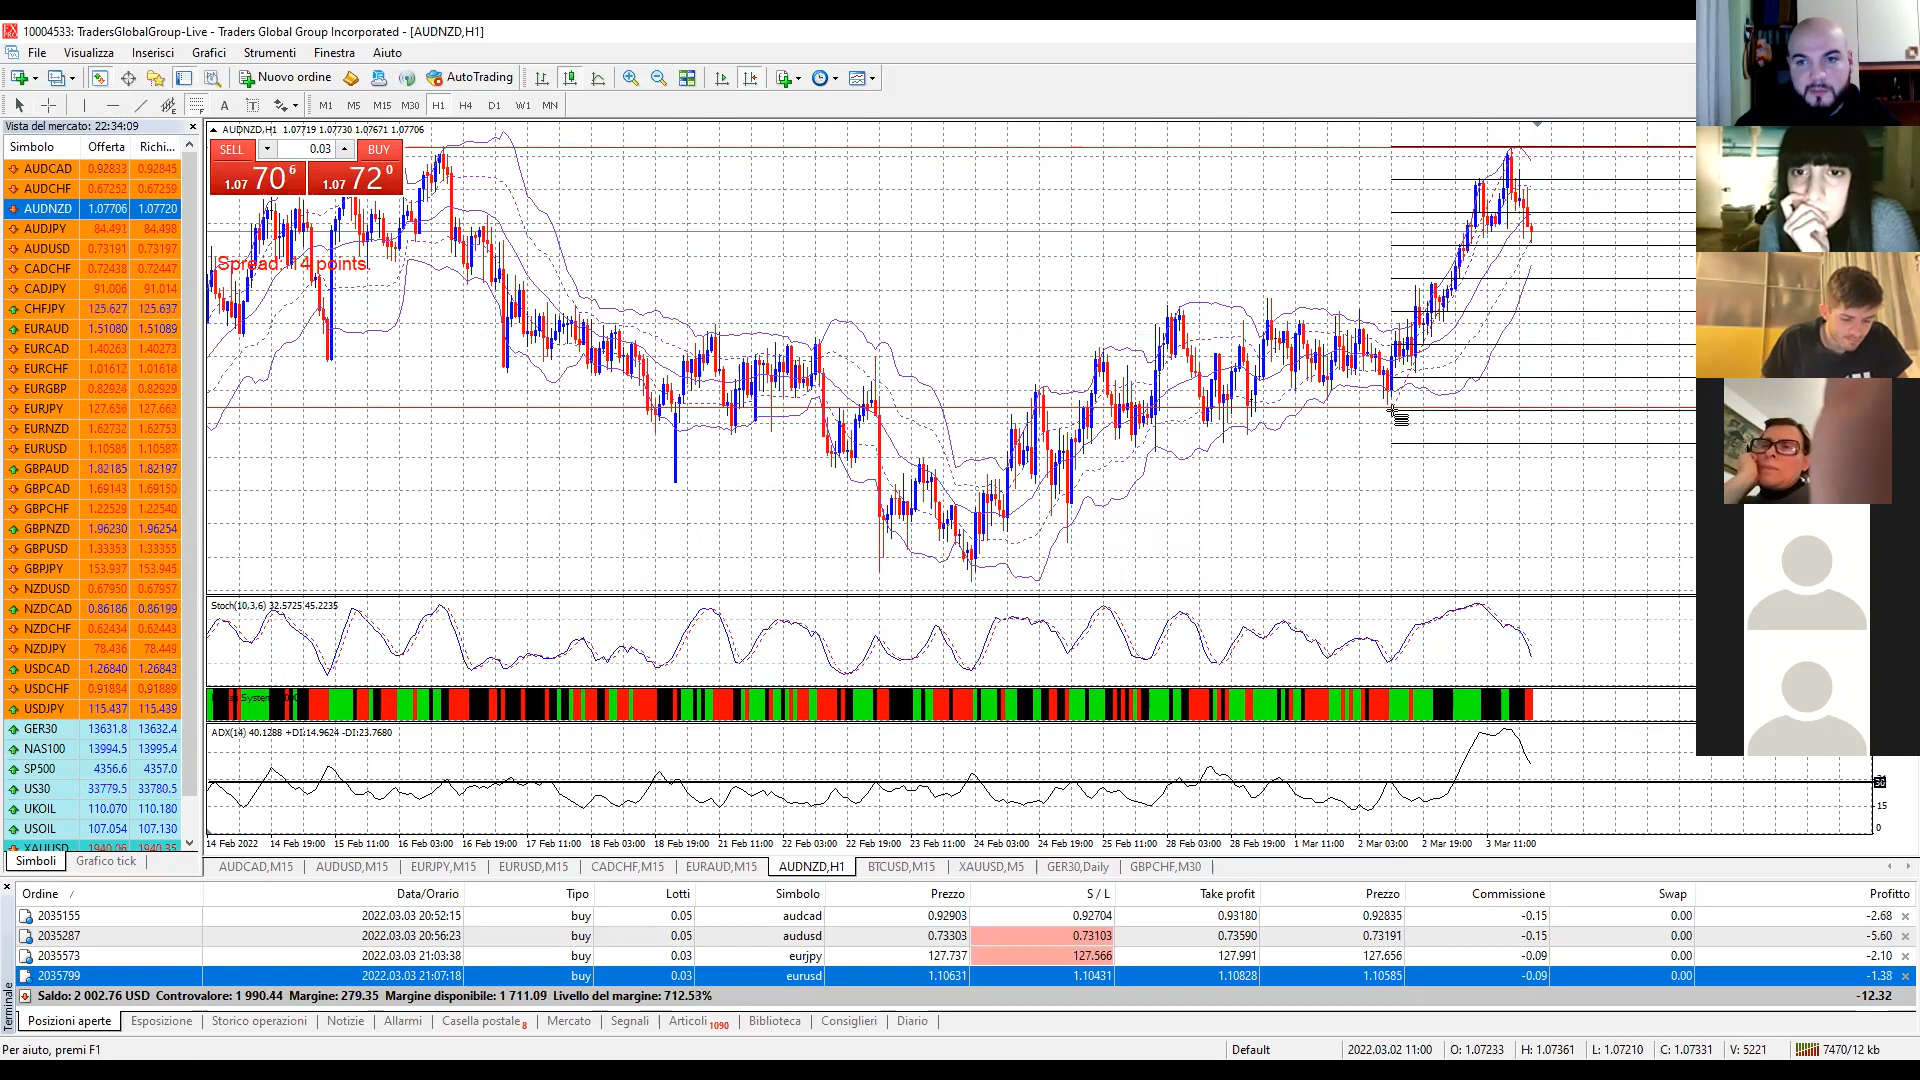 10004533: TradersGlobalGroup-Live - Traders Global Group Incorporated - [AUDNZD,H1]
File Visualizza Inserisci Grafici Strumenti Finestra Aiuto
Nuovo ordine AutoTrading
A T M1 M5 M15 M30 H1 H4 D1 W1 MN
Vista del mercato: 22:34:09
Simbolo Offerta Richi...
AUDCAD 0.92833 0.92845
AUDCHF 0.67252 0.67259
AUDNZD 1.07706 1.07720
AUDJPY 84.491 84.498
AUDUSD 0.73191 0.73197
CADCHF 0.72438 0.72447
CADJPY 91.006 91.014
CHFJPY 125.627 125.637
EURAUD 1.51080 1.51089
EURCAD 1.40263 1.40273
EURCHF 1.01612 1.01618
EURGBP 0.82924 0.82929
EURJPY 127.656 127.662
EURNZD 1.62732 1.62753
EURUSD 1.10585 1.10587
GBPAUD 1.82185 1.82197
GBPCAD 1.69143 1.69150
GBPCHF 1.22529 1.22540
GBPNZD 1.96230 1.96254
GBPUSD 1.33353 1.33355
GBPJPY 153.937 153.945
NZDUSD 0.67950 0.67957
NZDCAD 0.86186 0.86199
NZDCHF 0.62434 0.62443
NZDJPY 78.436 78.449
USDCAD 1.26840 1.26843
USDCHF 0.91884 0.91889
USDJPY 115.437 115.439
GER30 13631.8 13632.4
NAS100 13994.5 13995.4
SP500 4356.6 4357.0
US30 33779.5 33780.5
UKOIL 110.070 110.180
USOIL 107.054 107.130
XAUUSD 1940.06 1940.35
Simboli Grafico tick
AUDNZD,H1 1.07719 1.07730 1.07671 1.07706
SELL 0.03 BUY
1.07 70 6 1.07 72 0
Spread: 14 points.
Stoch(10,3,6) 32.5725 45.2235
ADX(14) 40.1288 +DI:14.9624 -DI:23.7680
30
15
0
14 Feb 2022 14 Feb 19:00 15 Feb 11:00 16 Feb 03:00 16 Feb 19:00 17 Feb 11:00 18 Feb 03:00 18 Feb 19:00 21 Feb 11:00 22 Feb 03:00 22 Feb 19:00 23 Feb 11:00 24 Feb 03:00 24 Feb 19:00 25 Feb 11:00 28 Feb 03:00 28 Feb 19:00 1 Mar 11:00 2 Mar 03:00 2 Mar 19:00 3 Mar 11:00
AUDCAD,M15 AUDUSD,M15 EURJPY,M15 EURUSD,M15 CADCHF,M15 EURAUD,M15 AUDNZD,H1 BTCUSD,M15 XAUUSD,M5 GER30,Daily GBPCHF,M30
Ordine / Data/Orario Tipo Lotti Simbolo Prezzo S / L Take profit Prezzo Commissione Swap Profitto
2035155 2022.03.03 20:52:15 buy 0.05 audcad 0.92903 0.92704 0.93180 0.92835 -0.15 0.00 -2.68
2035287 2022.03.03 20:56:23 buy 0.05 audusd 0.73303 0.73103 0.73590 0.73191 -0.15 0.00 -5.60
2035573 2022.03.03 21:03:38 buy 0.03 eurjpy 127.737 127.566 127.991 127.656 -0.09 0.00 -2.10
2035799 2022.03.03 21:07:18 buy 0.03 eurusd 1.10631 1.10431 1.10828 1.10585 -0.09 0.00 -1.38
Saldo: 2 002.76 USD Controvalore: 1 990.44 Margine: 279.35 Margine disponibile: 1 711.09 Livello del margine: 712.53% -12.32
Terminale
Posizioni aperte Esposizione Storico operazioni Notizie Allarmi Casella postale 8 Mercato Segnali Articoli 1090 Biblioteca Consiglieri Diario
Per aiuto, premi F1 Default 2022.03.02 11:00 O: 1.07233 H: 1.07361 L: 1.07210 C: 1.07331 V: 5221 7470/12 kb